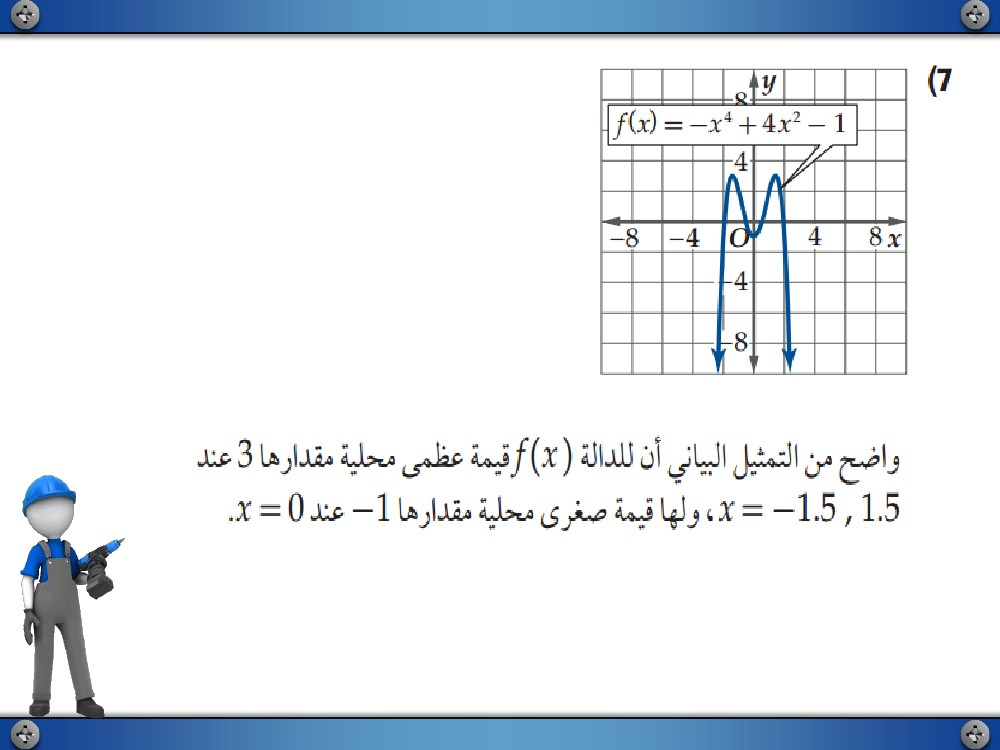 (7
y
8
f(x) = −x⁴ + 4x² − 1
4
−8 −4 O 4 8 x
−4
−8
واضح من التمثيل البياني أن للدالة f(x) قيمة عظمى محلية مقدارها 3 عند
x = −1.5 , 1.5، ولها قيمة صغرى محلية مقدارها 1− عند x = 0.